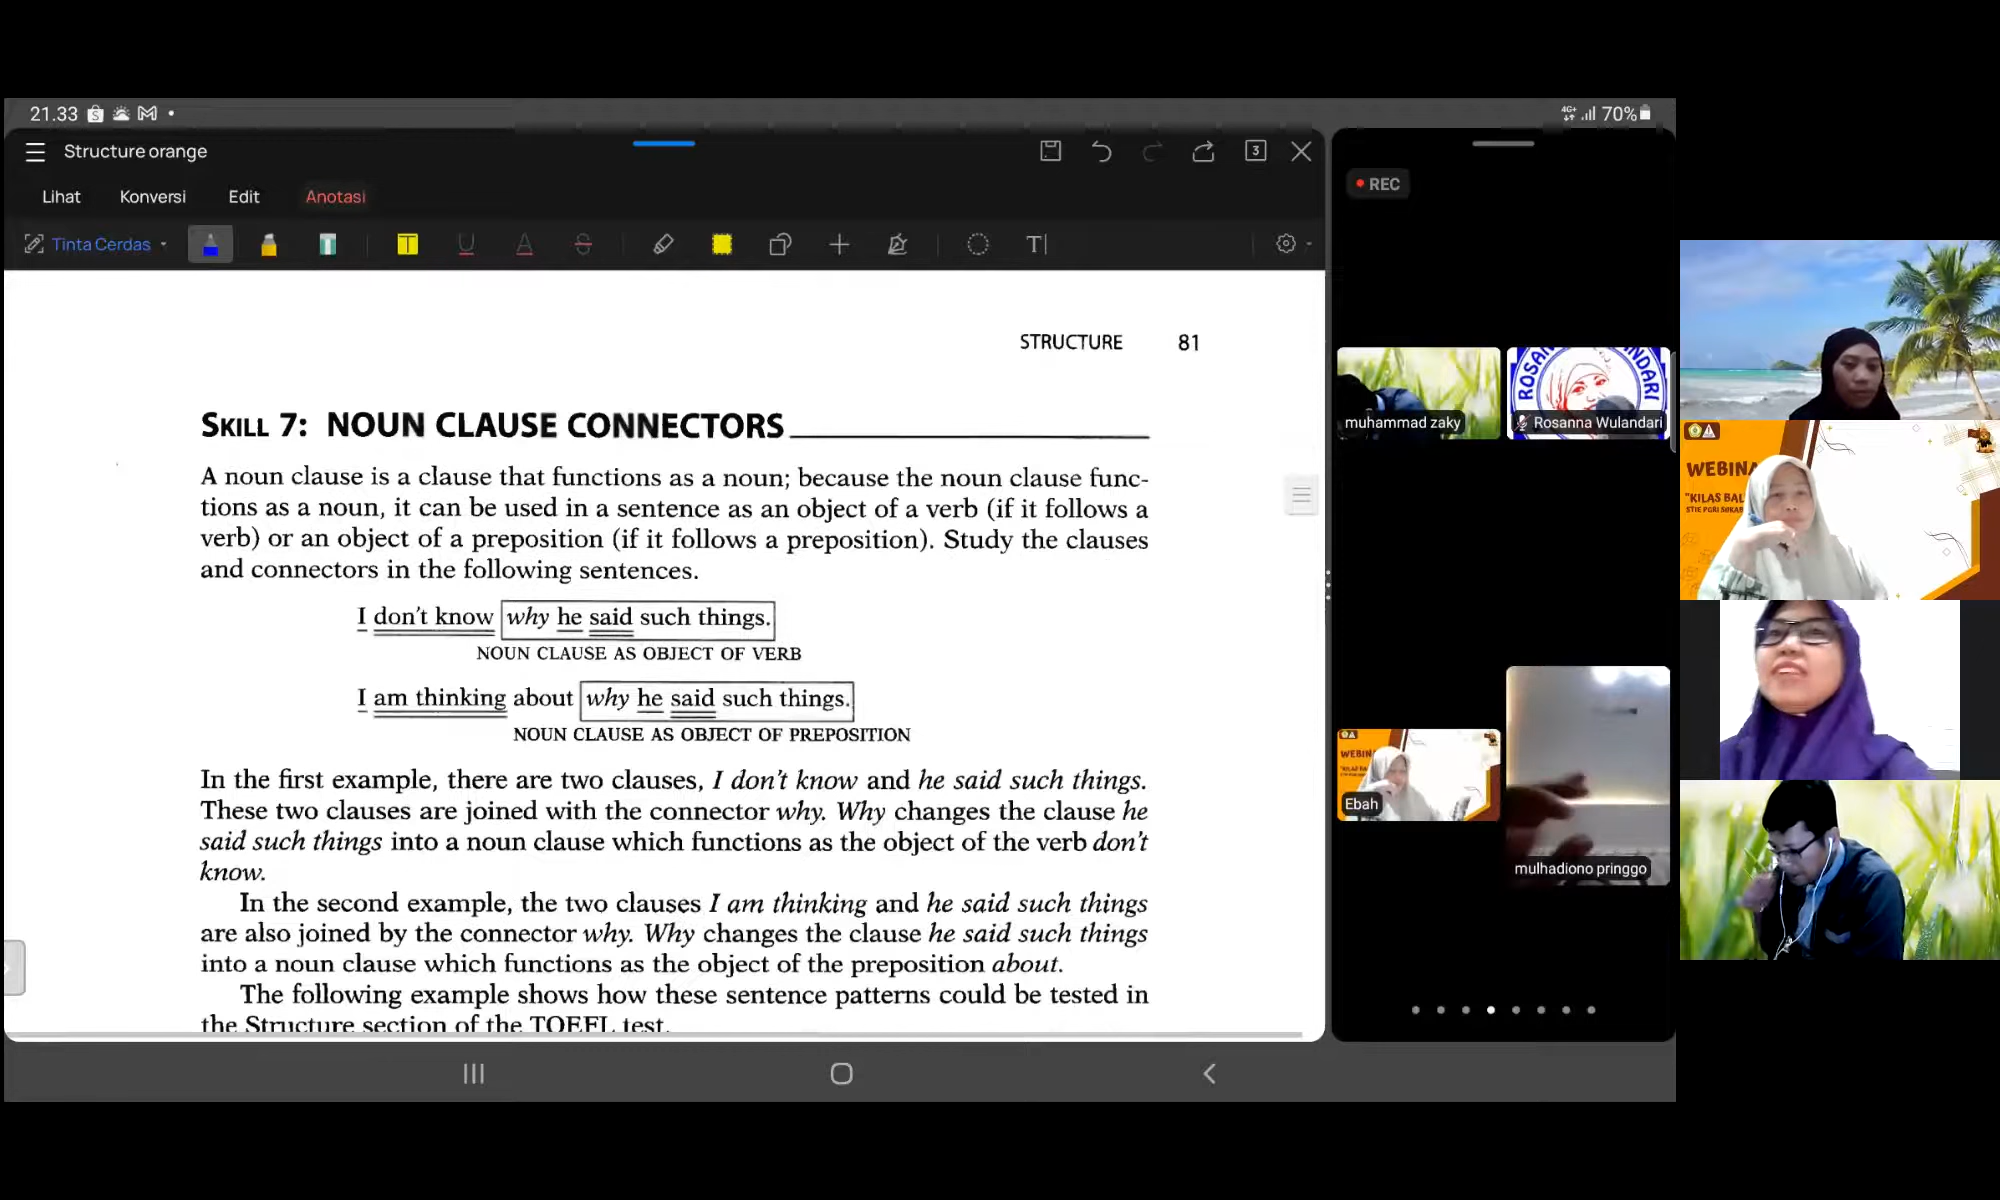 21.33
4G+ 70%
Structure orange
3
Lihat Konversi Edit Anotasi
Tinta Cerdas
STRUCTURE 81
SKILL 7: NOUN CLAUSE CONNECTORS
A noun clause is a clause that functions as a noun; because the noun clause func-
tions as a noun, it can be used in a sentence as an object of a verb (if it follows a
verb) or an object of a preposition (if it follows a preposition). Study the clauses
and connectors in the following sentences.
I don't know why he said such things.
NOUN CLAUSE AS OBJECT OF VERB
I am thinking about why he said such things.
NOUN CLAUSE AS OBJECT OF PREPOSITION
In the first example, there are two clauses, I don't know and he said such things.
These two clauses are joined with the connector why. Why changes the clause he
said such things into a noun clause which functions as the object of the verb don't
know.
In the second example, the two clauses I am thinking and he said such things
are also joined by the connector why. Why changes the clause he said such things
into a noun clause which functions as the object of the preposition about.
The following example shows how these sentence patterns could be tested in
the Structure section of the TOEFL test.
REC
muhammad zaky
Rosanna Wulandari
WEBIN
Ebah
mulhadiono pringgo
WEBINA
"KILAS BAL
STIE PGRI SUKAB